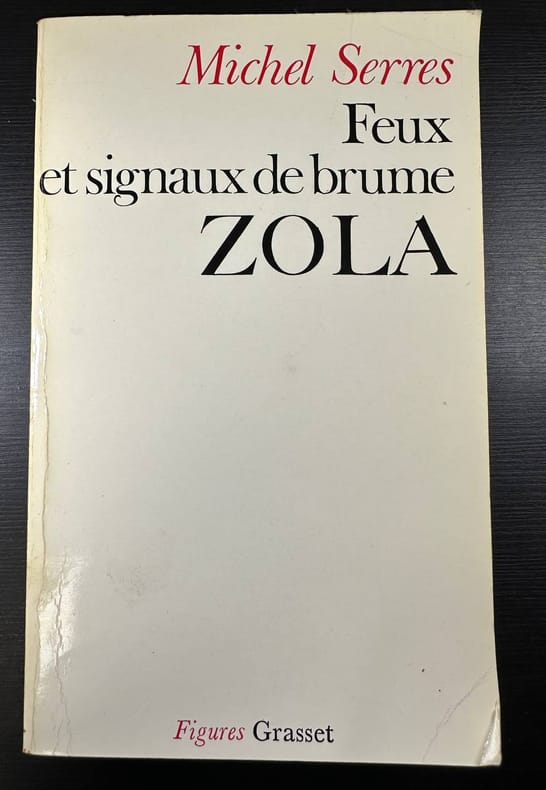 Michel Serres
Feux
et signaux de brume
ZOLA
Figures Grasset